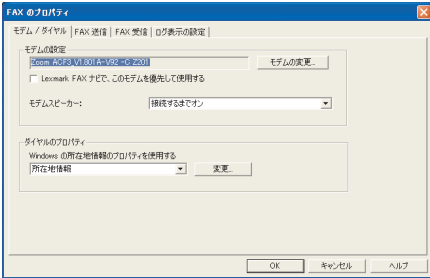 FAX のプロパティ
モデム / ダイヤル FAX 送信 FAX 受信 ログ表示の設定
モデムの設定
Zoom ACF3_V1.801A-V92 -C Z201
モデムの変更...
Lexmark FAX ナビで、このモデムを優先して使用する
モデムスピーカー:
接続するまでオン
ダイヤルのプロパティ
Windows の所在地情報のプロパティを使用する
所在地情報
変更...
OK キャンセル ヘルプ